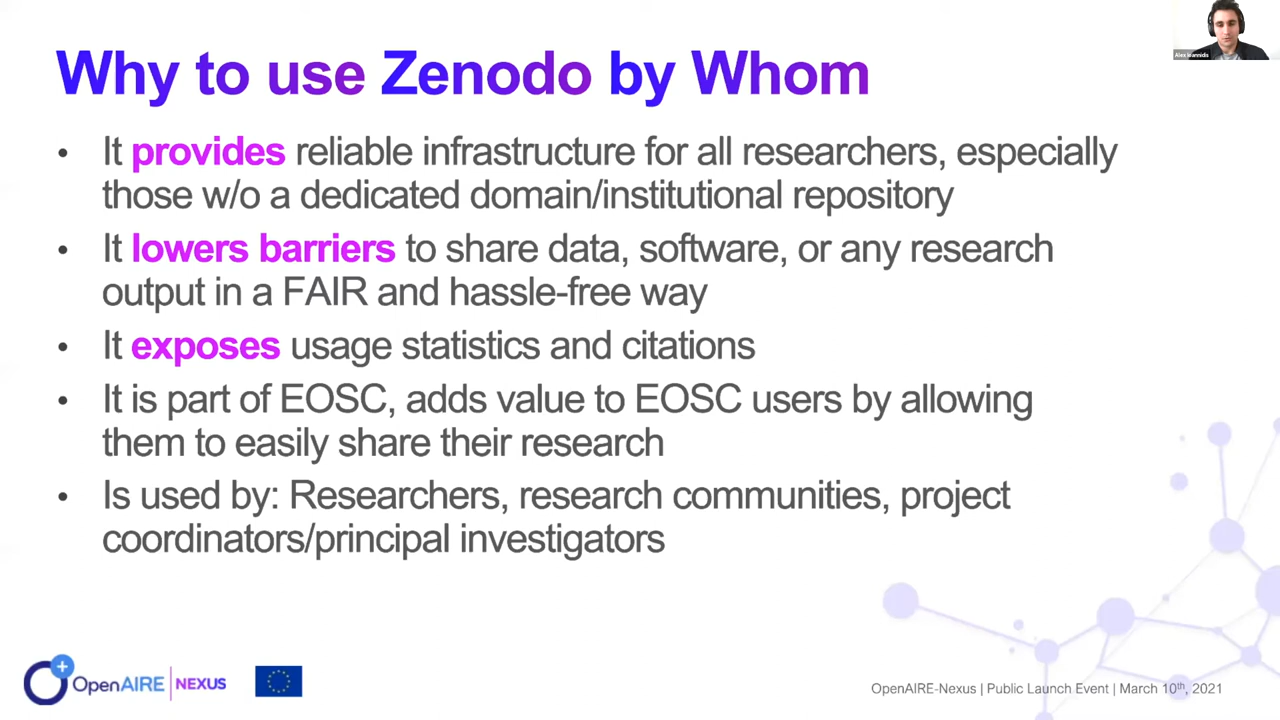 Alex Ioannidis
Why to use Zenodo by Whom
• It provides reliable infrastructure for all researchers, especially
those w/o a dedicated domain/institutional repository
• It lowers barriers to share data, software, or any research
output in a FAIR and hassle-free way
• It exposes usage statistics and citations
• It is part of EOSC, adds value to EOSC users by allowing
them to easily share their research
• Is used by: Researchers, research communities, project
coordinators/principal investigators
OpenAIRE NEXUS
OpenAIRE-Nexus | Public Launch Event | March 10th, 2021